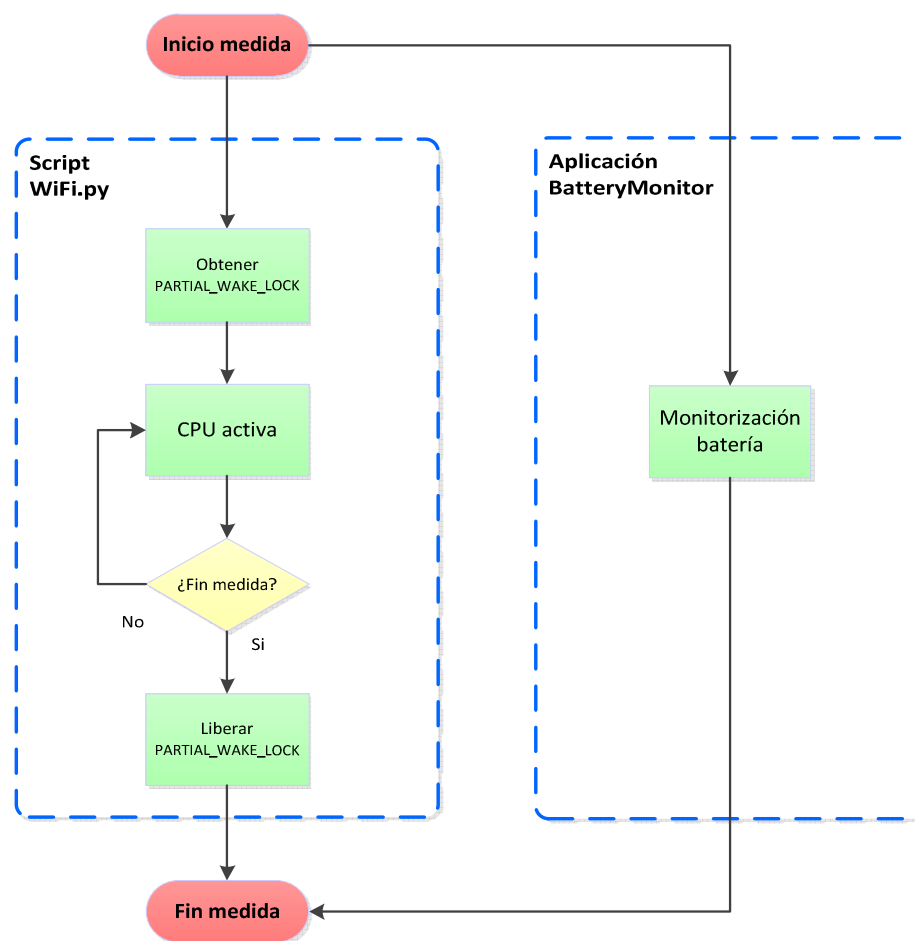 Inicio medida
Script
WiFi.py
Aplicación
BatteryMonitor
Obtener
PARTIAL_WAKE_LOCK
CPU activa
Monitorización
batería
¿Fin medida?
No
Si
Liberar
PARTIAL_WAKE_LOCK
Fin medida